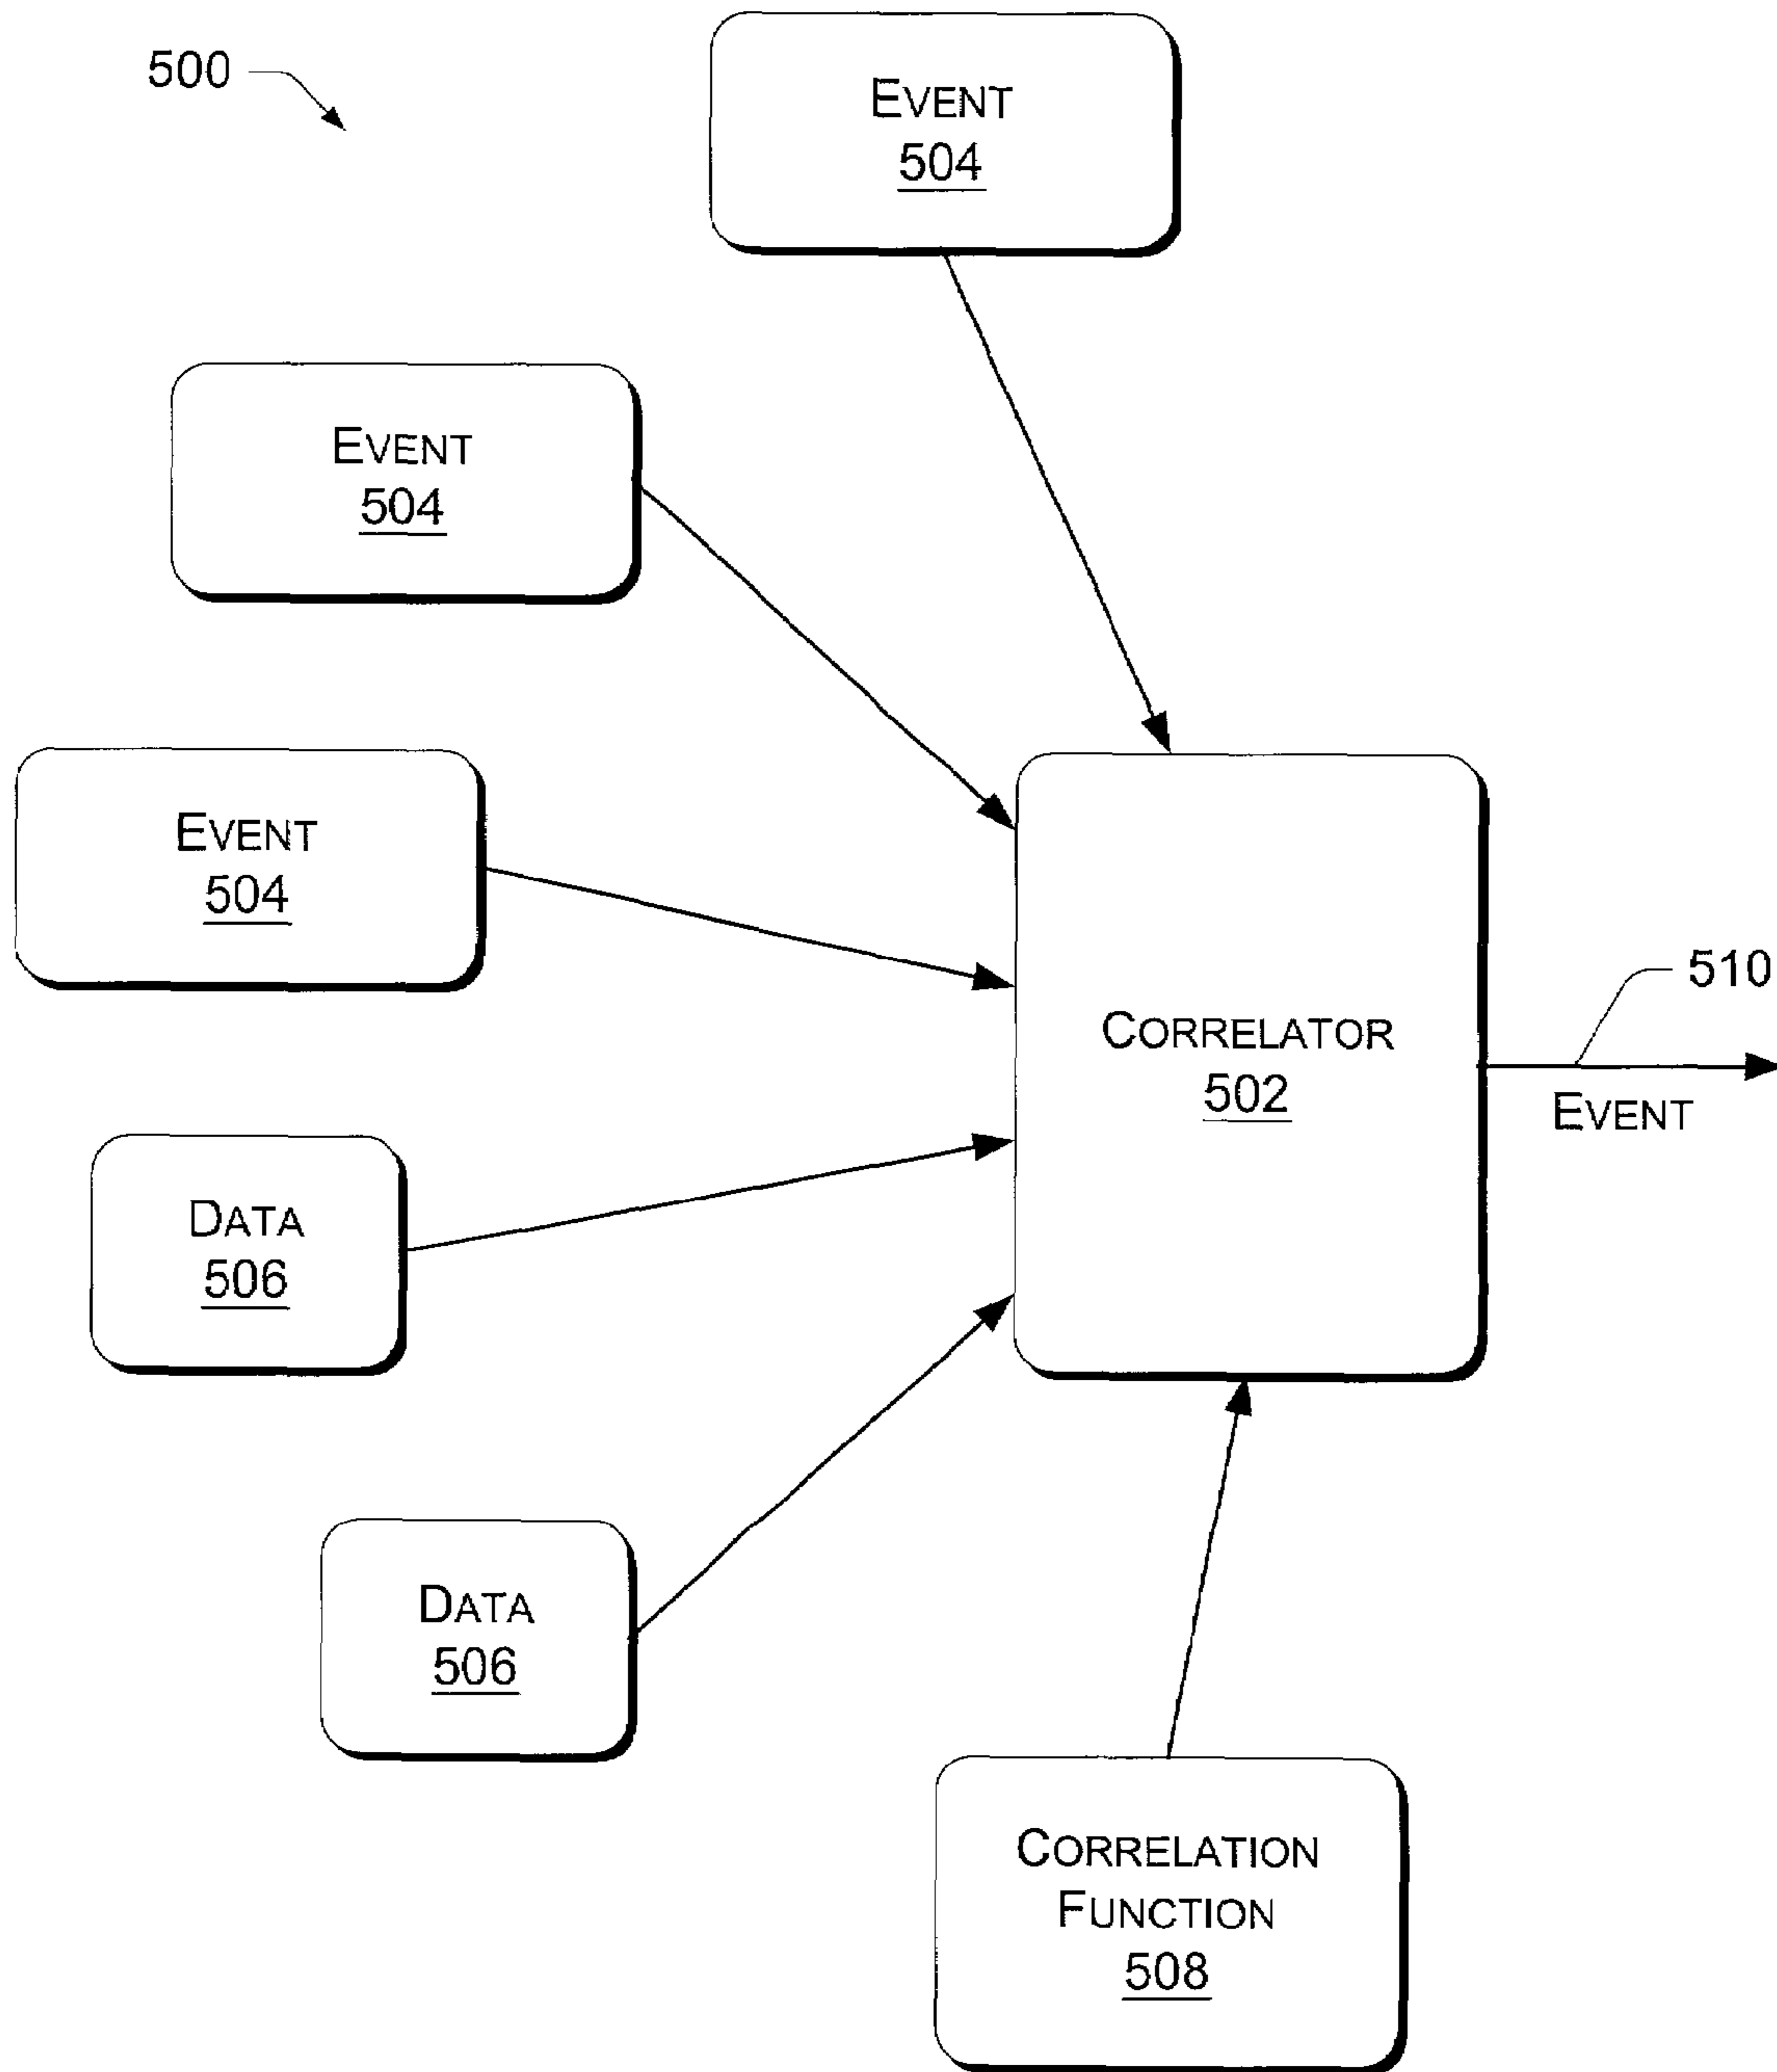 500
EVENT
504
EVENT
504
EVENT
504
510
CORRELATOR
502
EVENT
DATA
506
DATA
506
CORRELATION
FUNCTION
508